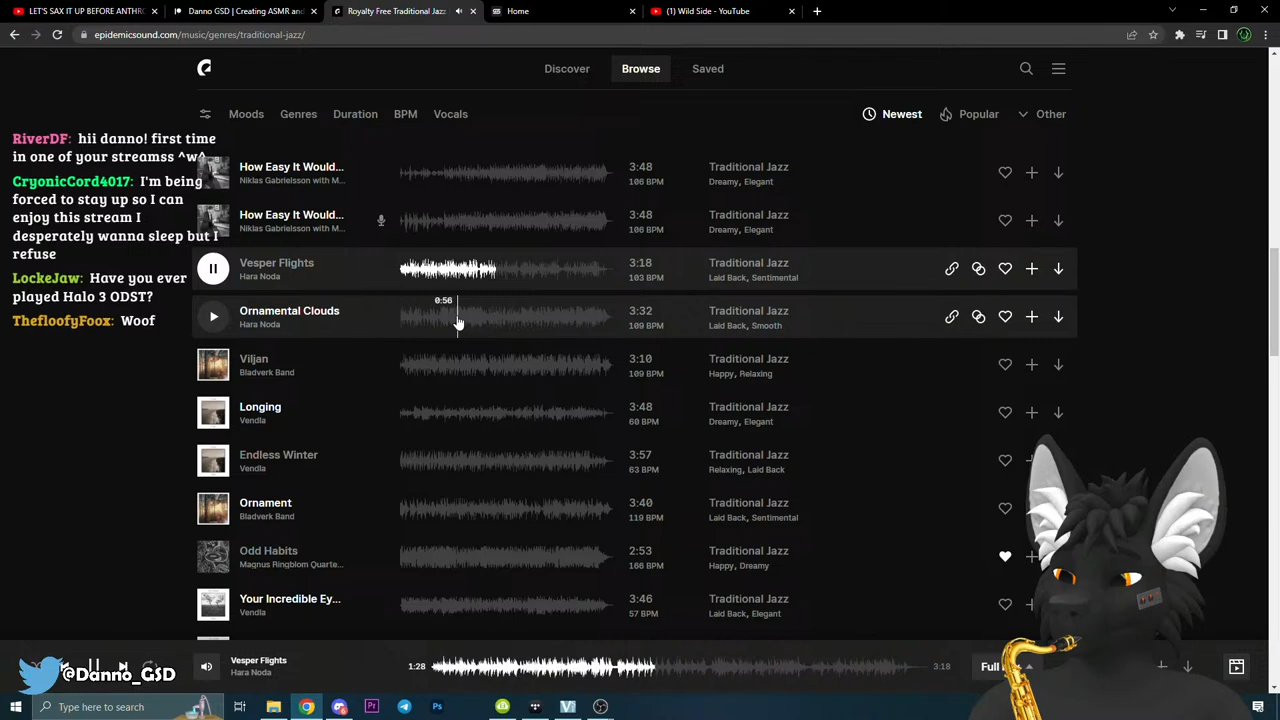 LET'S SAX IT UP BEFORE ANTHR
Danno GSD | Creating ASMR and
Royalty Free Traditional Jazz
Home
(1) Wild Side - YouTube
epidemicsound.com/music/genres/traditional-jazz/
Discover
Browse
Saved
Moods
Genres
Duration
BPM
Vocals
Newest
Popular
Other
RiverDF: hii danno! first time
in one of your streamss ^w^
CryonicCord4017: I'm being
forced to stay up so I can
enjoy this stream I
desperately wanna sleep but I
refuse
LockeJaw: Have you ever
played Halo 3 ODST?
ThefloofyFoox: Woof
How Easy It Would...
Niklas Gabrielsson with M...
3:48
106 BPM
Traditional Jazz
Dreamy, Elegant
How Easy It Would...
Niklas Gabrielsson with M...
3:48
106 BPM
Traditional Jazz
Dreamy, Elegant
Vesper Flights
Hara Noda
3:18
103 BPM
Traditional Jazz
Laid Back, Sentimental
Ornamental Clouds
Hara Noda
0:56
3:32
109 BPM
Traditional Jazz
Laid Back, Smooth
Viljan
Bladverk Band
3:10
109 BPM
Traditional Jazz
Happy, Relaxing
Longing
Vendla
3:48
60 BPM
Traditional Jazz
Dreamy, Elegant
Endless Winter
Vendla
3:57
63 BPM
Traditional Jazz
Relaxing, Laid Back
Ornament
Bladverk Band
3:40
119 BPM
Traditional Jazz
Laid Back, Sentimental
Odd Habits
Magnus Ringblom Quarte...
2:53
166 BPM
Traditional Jazz
Happy, Dreamy
Your Incredible Ey...
Vendla
3:46
57 BPM
Traditional Jazz
Laid Back, Elegant
@Danno_GSD
Vesper Flights
Hara Noda
1:28
3:18
Full
Type here to search